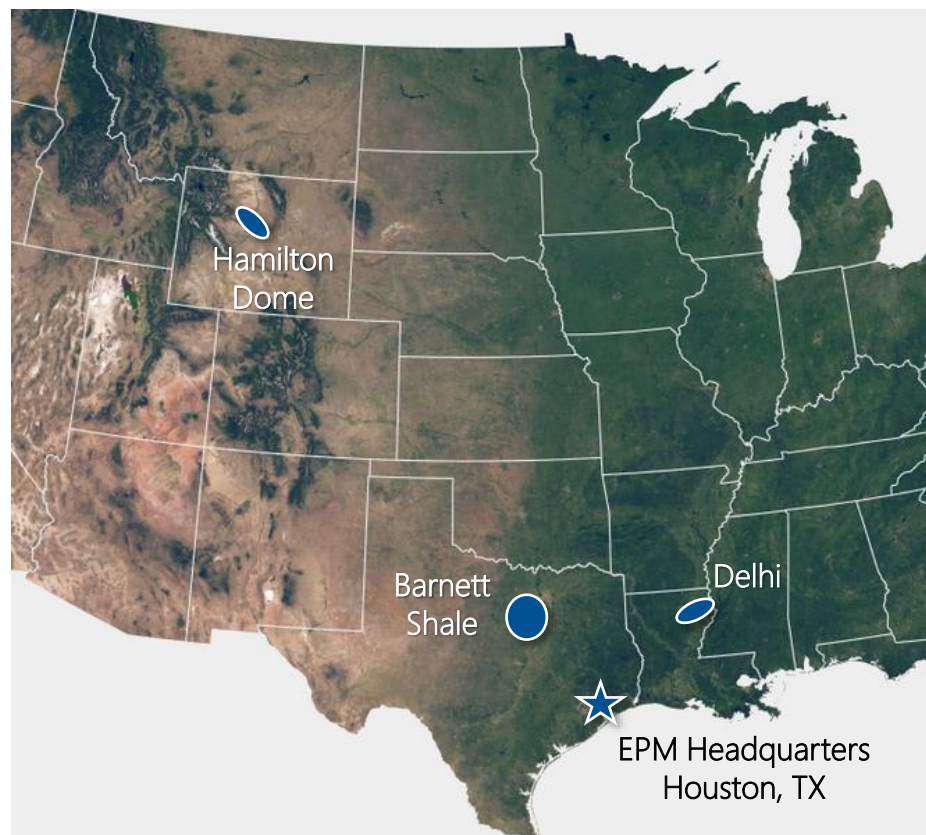 Hamilton
Dome
Barnett
Shale
Delhi
EPM Headquarters
Houston, TX